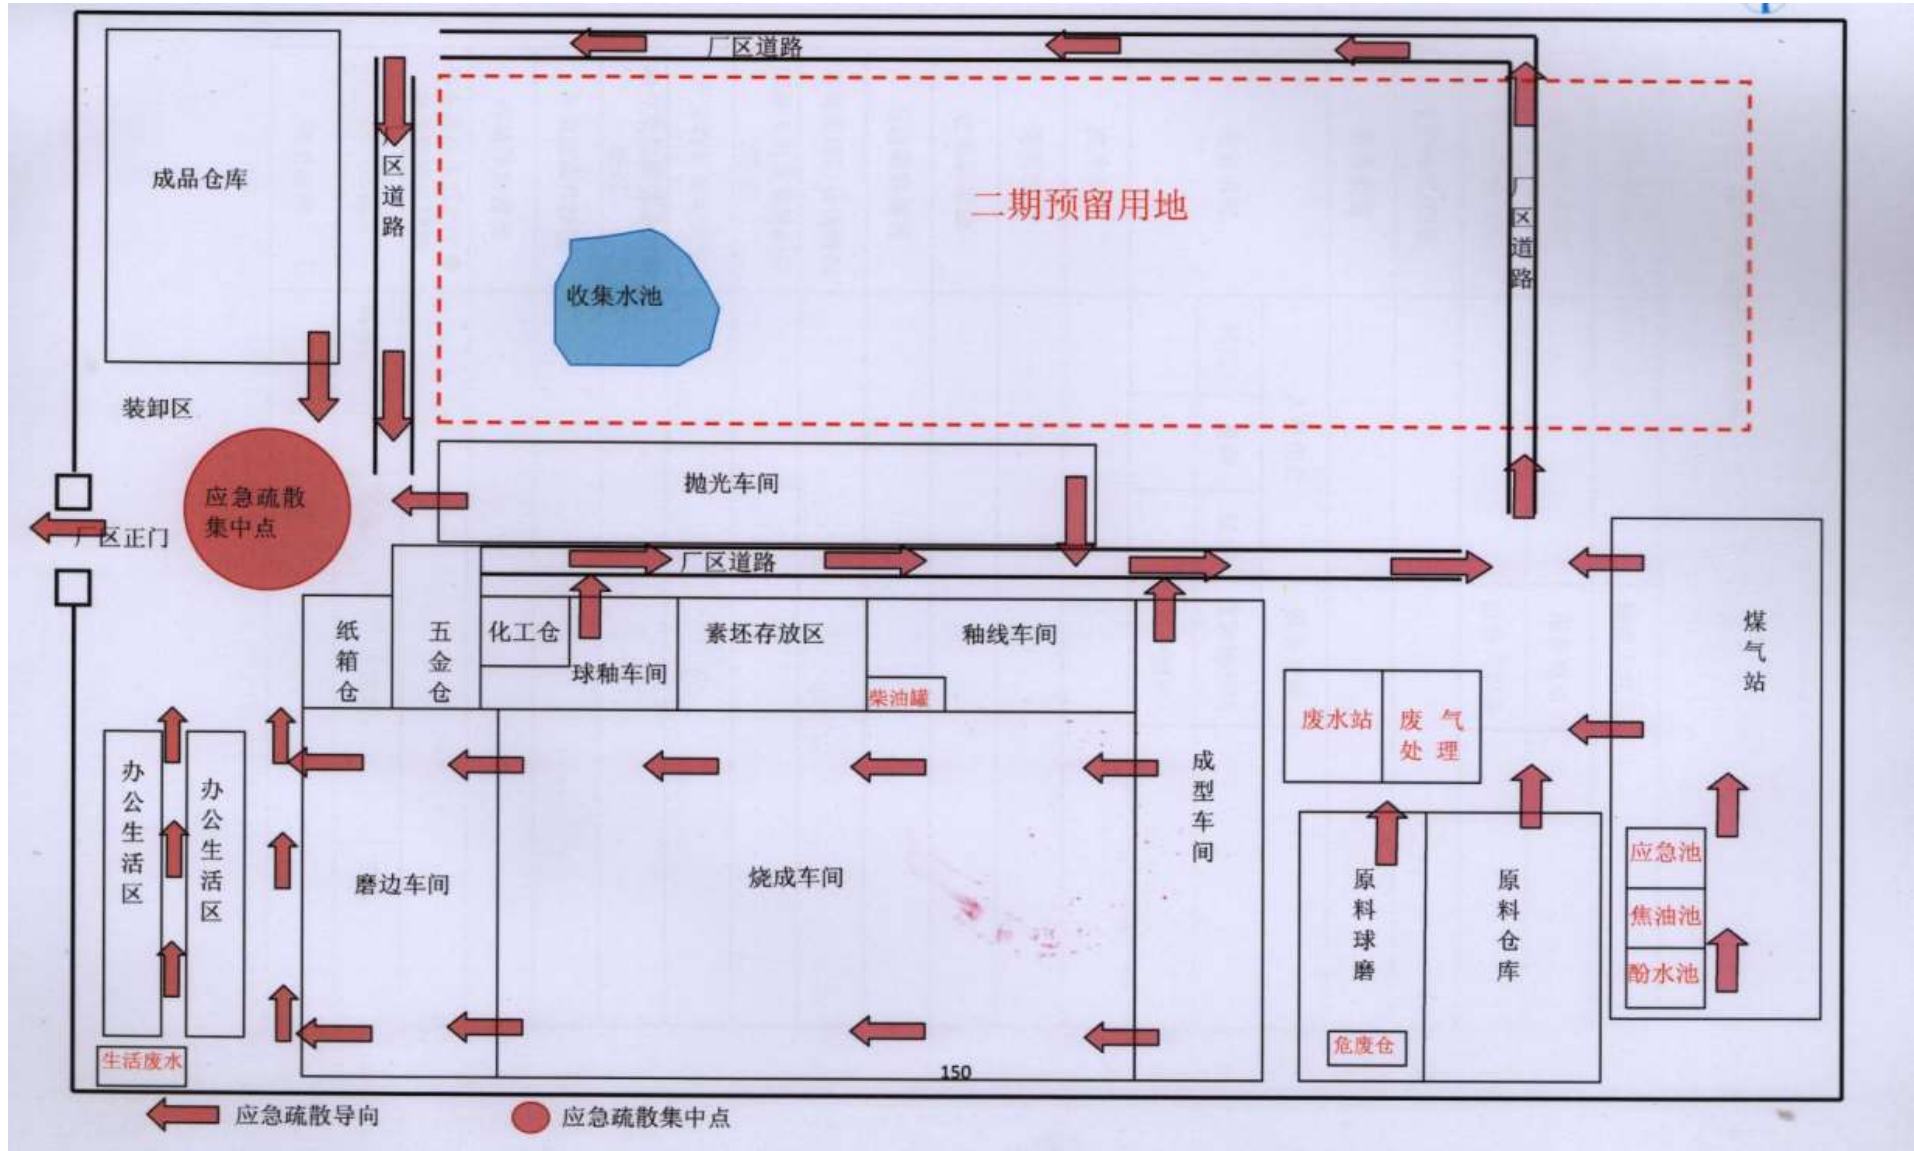 厂区道路
成品仓库
厂区道路
二期预留用地
厂区道路
收集水池
装卸区
抛光车间
应急疏散
集中点
厂区正门
厂区道路
纸箱仓
五金仓
化工仓
球釉车间
素坯存放区
釉线车间
柴油罐
煤气站
废水站
废 气
处 理
办公生活区
办公生活区
成型车间
磨边车间
烧成车间
原料球磨
原料仓库
应急池
焦油池
酚水池
危废仓
生活废水
150
应急疏散导向
应急疏散集中点